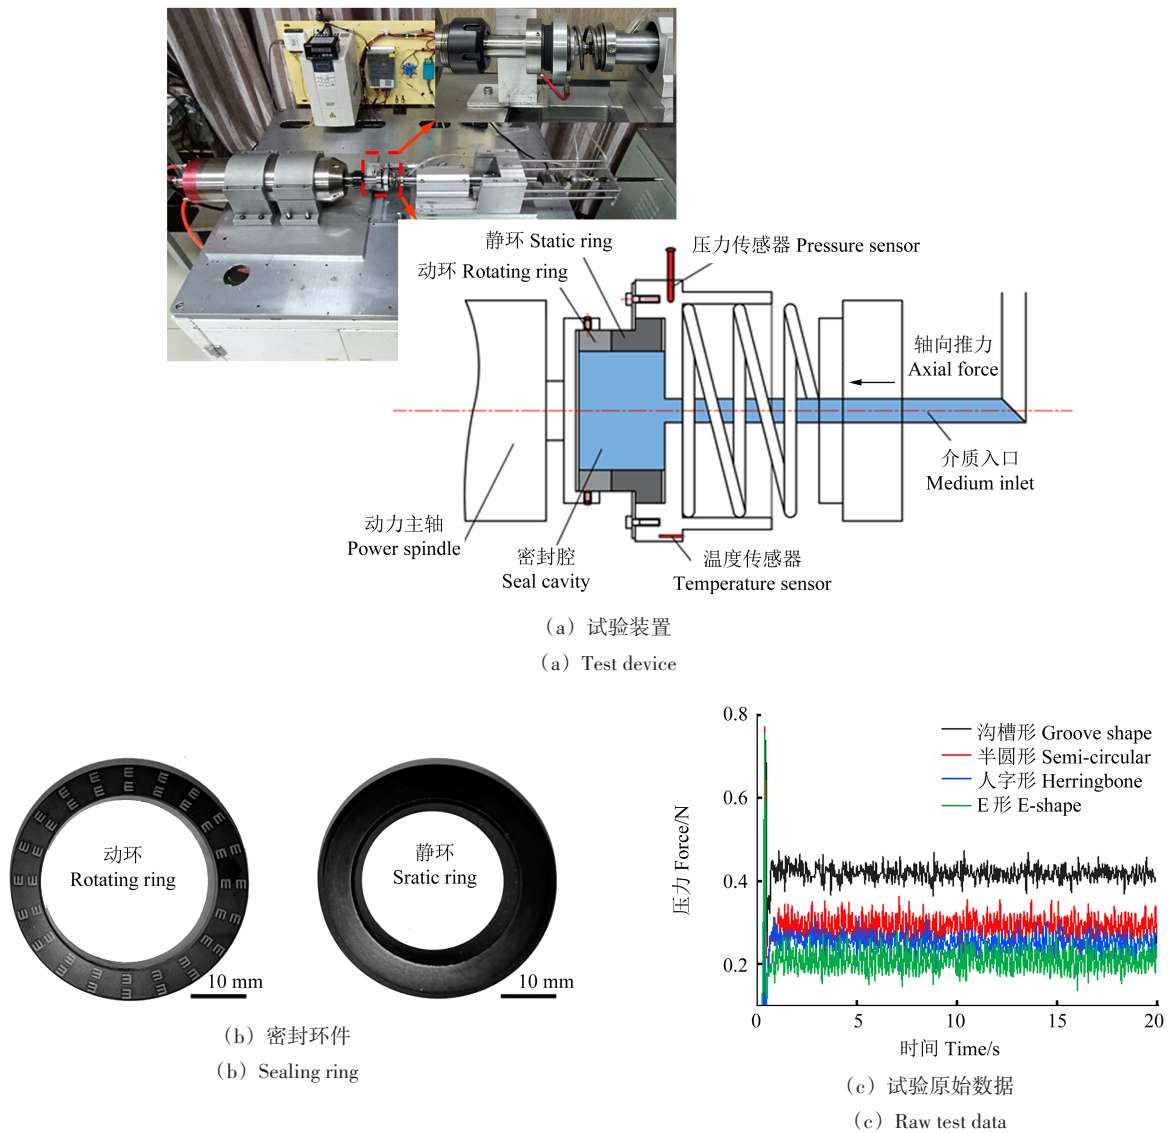 静环 Static ring
压力传感器 Pressure sensor
动环 Rotating ring
轴向推力
Axial force
介质入口
Medium inlet
动力主轴
Power spindle
密封腔
Seal cavity
温度传感器
Temperature sensor
（a）试验装置
（a）Test device
动环
Rotating ring
10 mm
静环
Sratic ring
10 mm
（b）密封环件
（b）Sealing ring
0.8
0.6
0.4
0.2
压力 Force/N
沟槽形 Groove shape
半圆形 Semi-circular
人字形 Herringbone
E形 E-shape
0 5 10 15 20
时间 Time/s
（c）试验原始数据
（c）Raw test data